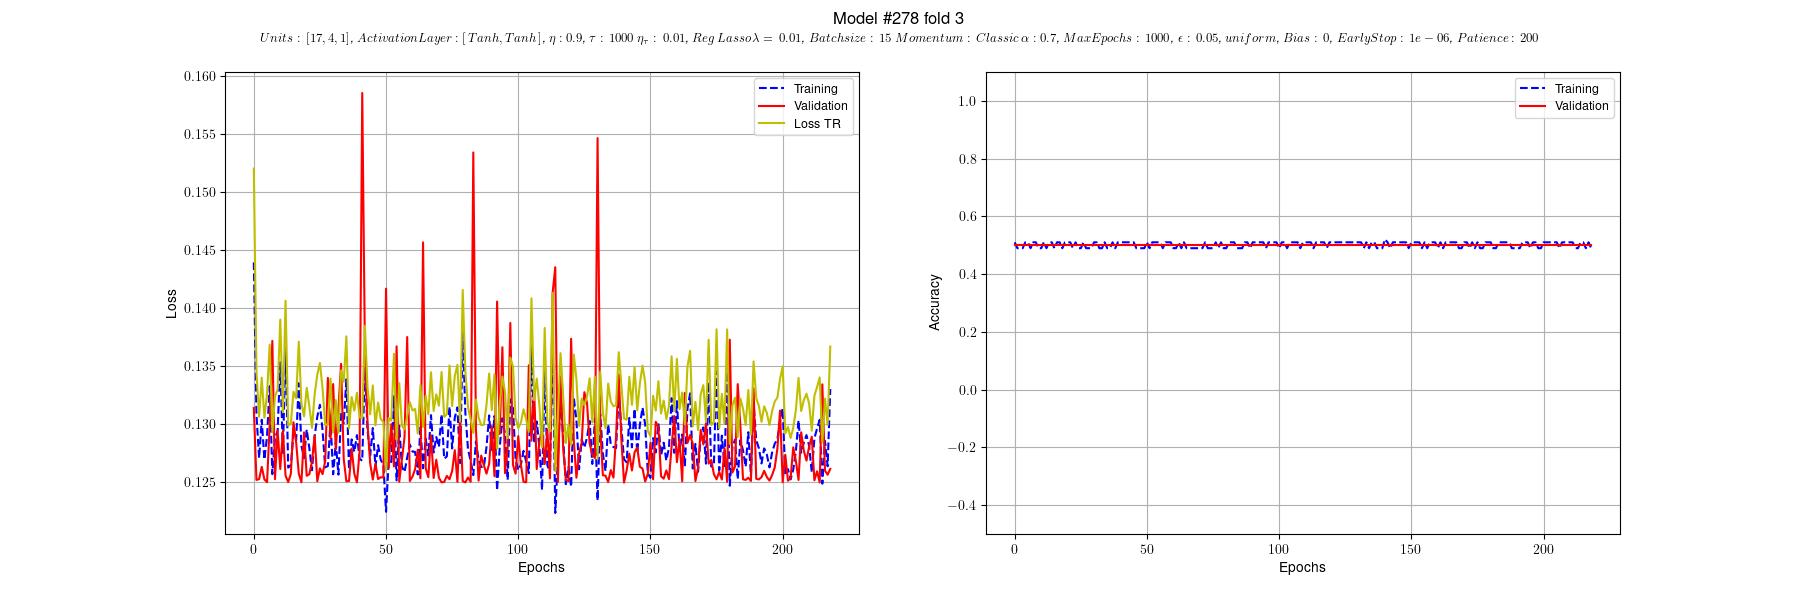 Model #278 fold 3
Units : [17, 4, 1], ActivationLayer : [Tanh, Tanh], η : 0.9, τ : 1000 ητ : 0.01, Reg Lassoλ = 0.01, Batchsize : 15 Momentum : Classic α : 0.7, MaxEpochs : 1000, ϵ : 0.05, uniform, Bias : 0, EarlyStop : 1e − 06, Patience : 200
0.160
0.155
0.150
0.145
0.140
0.135
0.130
0.125
Loss
Training
Validation
Loss TR
0 50 100 150 200
Epochs
1.0
0.8
0.6
0.4
0.2
0.0
−0.2
−0.4
Accuracy
Training
Validation
0 50 100 150 200
Epochs